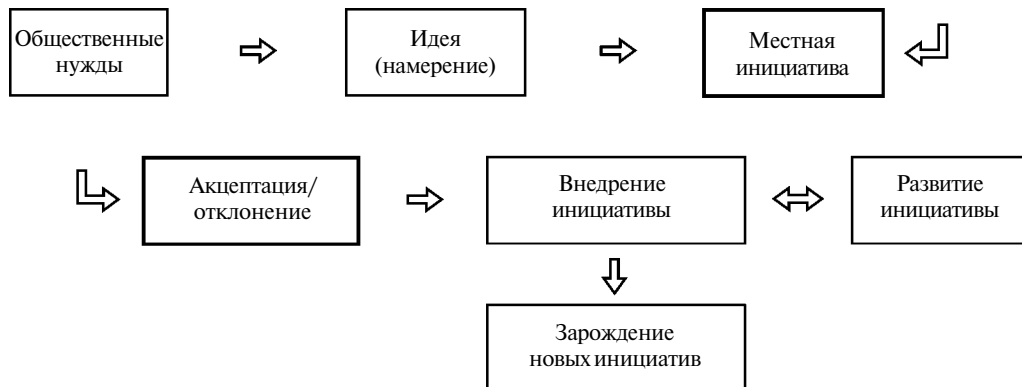 Общественные
нужды
Идея
(намерение)
Местная
инициатива
Акцептация/
отклонение
Внедрение
инициативы
Развитие
инициативы
Зарождение
новых инициатив